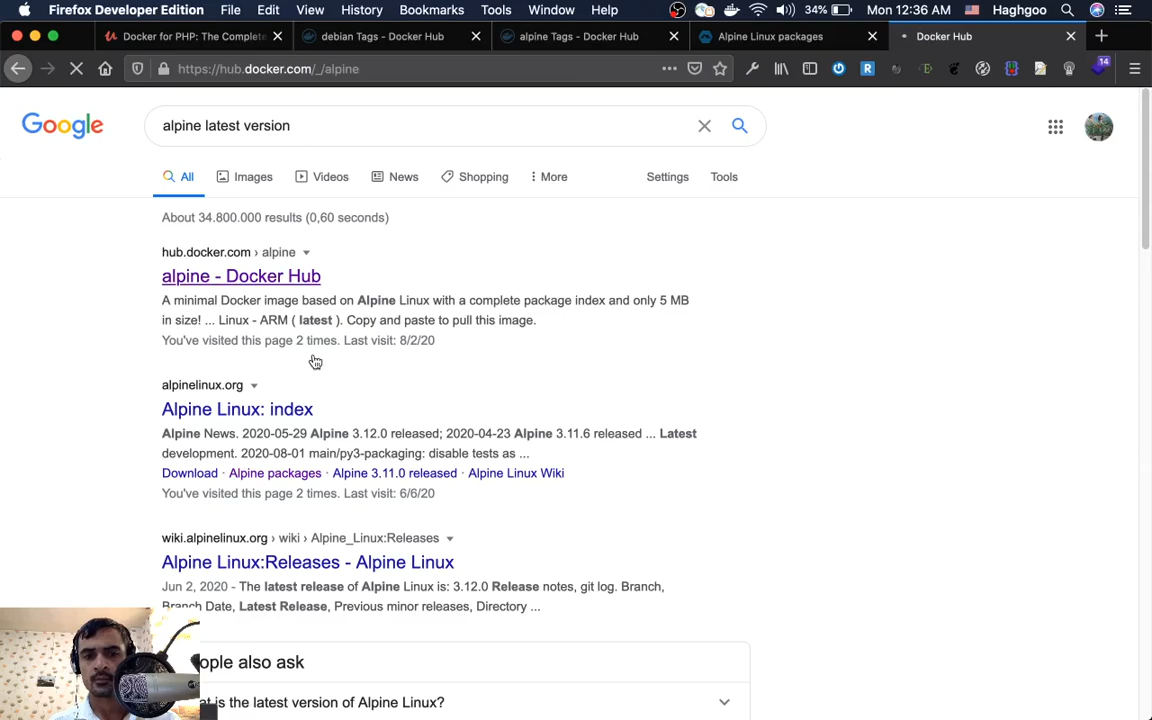 Firefox Developer Edition File Edit View History Bookmarks Tools Window Help 34% Mon 12:36 AM Haghgoo
Docker for PHP: The Complete debian Tags - Docker Hub alpine Tags - Docker Hub Alpine Linux packages Docker Hub
https://hub.docker.com/_/alpine 14
Google alpine latest version
All Images Videos News Shopping More Settings Tools
About 34.800.000 results (0,60 seconds)
hub.docker.com › alpine
alpine - Docker Hub
A minimal Docker image based on Alpine Linux with a complete package index and only 5 MB
in size! ... Linux - ARM ( latest ). Copy and paste to pull this image.
You've visited this page 2 times. Last visit: 8/2/20
alpinelinux.org
Alpine Linux: index
Alpine News. 2020-05-29 Alpine 3.12.0 released; 2020-04-23 Alpine 3.11.6 released ... Latest
development. 2020-08-01 main/py3-packaging: disable tests as ...
Download · Alpine packages · Alpine 3.11.0 released · Alpine Linux Wiki
You've visited this page 2 times. Last visit: 6/6/20
wiki.alpinelinux.org › wiki › Alpine_Linux:Releases
Alpine Linux:Releases - Alpine Linux
Jun 2, 2020 - The latest release of Alpine Linux is: 3.12.0 Release notes, git log. Branch,
Branch Date, Latest Release, Previous minor releases, Directory ...
ople also ask
at is the latest version of Alpine Linux?